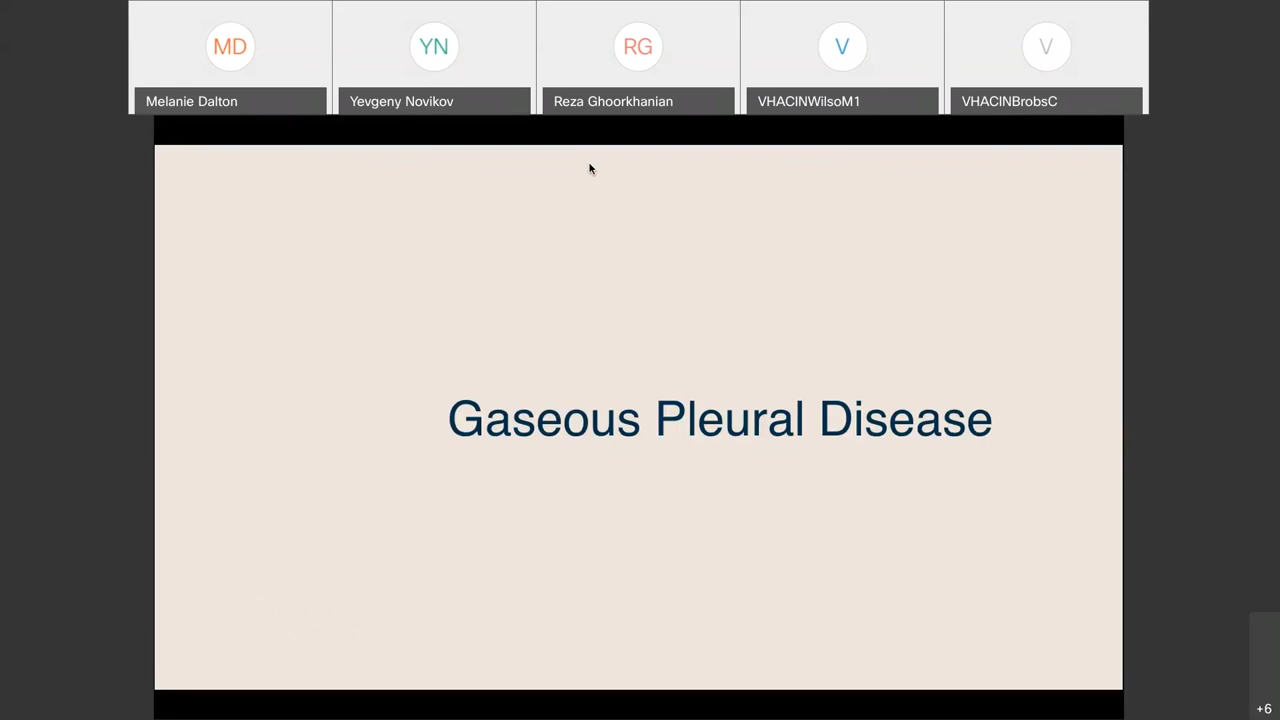 MD
YN
RG
V
V
Melanie Dalton
Yevgeny Novikov
Reza Ghoorkhanian
VHACINWilsoM1
VHACINBrobsC
Gaseous Pleural Disease
+6